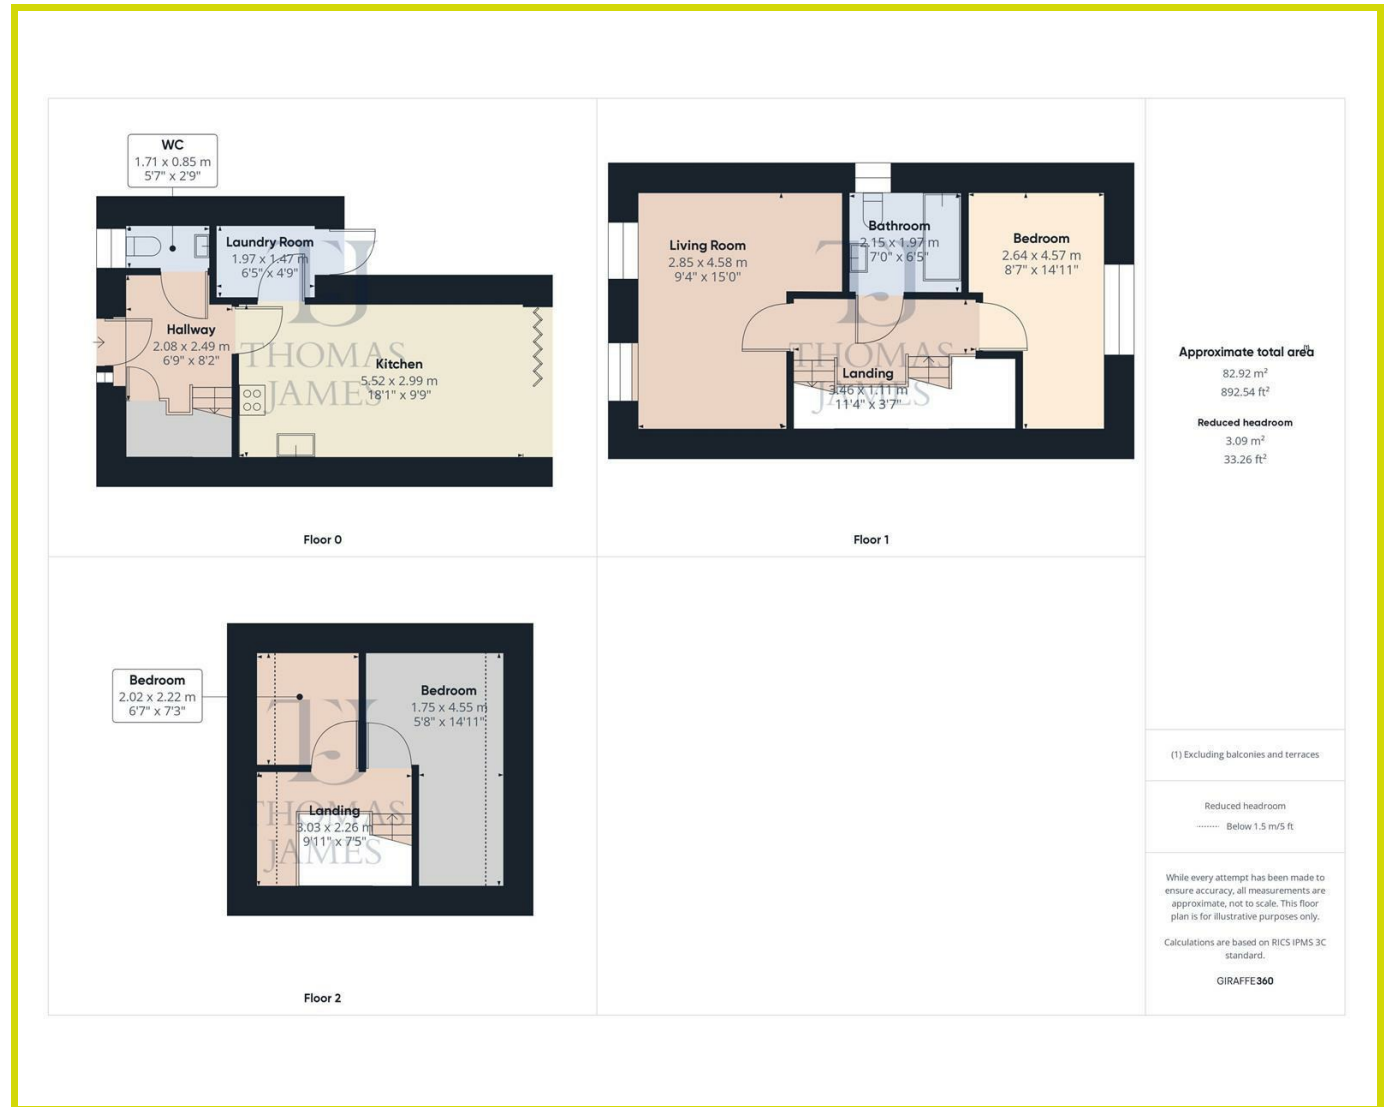 WC
1.71 x 0.85 m
5'7" x 2'9"
Laundry Room
1.97 x 1.47 m
6'5" x 4'9"
Hallway
2.08 x 2.49 m
6'9" x 8'2"
Kitchen
5.52 x 2.99 m
18'1" x 9'9"
TJ
THOMAS
JAMES
Floor 0
Living Room
2.85 x 4.58 m
9'4" x 15'0"
Bathroom
2.15 x 1.97 m
7'0" x 6'5"
Bedroom
2.64 x 4.57 m
8'7" x 14'11"
Landing
3.46 x 1.11 m
11'4" x 3'7"
TJ
THOMAS
JAMES
Floor 1
Bedroom
2.02 x 2.22 m
6'7" x 7'3"
Bedroom
1.75 x 4.55 m
5'8" x 14'11"
Landing
3.03 x 2.26 m
9'11" x 7'5"
TJ
THOMAS
JAMES
Floor 2
Approximate total area(1)
82.92 m²
892.54 ft²
Reduced headroom
3.09 m²
33.26 ft²
(1) Excluding balconies and terraces
Reduced headroom
Below 1.5 m/5 ft
While every attempt has been made to
ensure accuracy, all measurements are
approximate, not to scale. This floor
plan is for illustrative purposes only.
Calculations are based on RICS IPMS 3C
standard.
GIRAFFE360